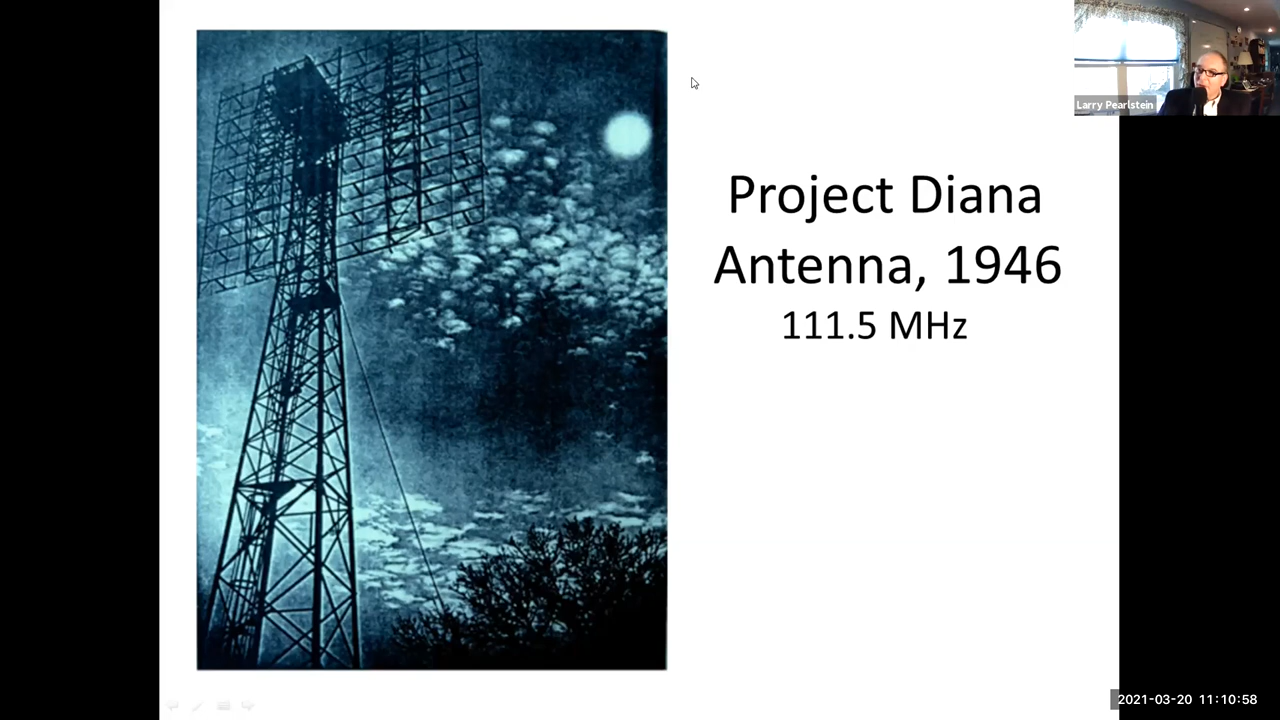 Project Diana
Antenna, 1946
111.5 MHz
Larry Pearlstein
2021-03-20 11:10:58